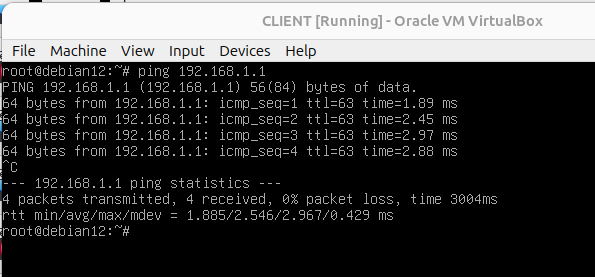 CLIENT [Running] - Oracle VM VirtualBox
File Machine View Input Devices Help
root@debian12:~# ping 192.168.1.1
PING 192.168.1.1 (192.168.1.1) 56(84) bytes of data.
64 bytes from 192.168.1.1: icmp_seq=1 ttl=63 time=1.89 ms
64 bytes from 192.168.1.1: icmp_seq=2 ttl=63 time=2.45 ms
64 bytes from 192.168.1.1: icmp_seq=3 ttl=63 time=2.97 ms
64 bytes from 192.168.1.1: icmp_seq=4 ttl=63 time=2.88 ms
^C
--- 192.168.1.1 ping statistics ---
4 packets transmitted, 4 received, 0% packet loss, time 3004ms
rtt min/avg/max/mdev = 1.885/2.546/2.967/0.429 ms
root@debian12:~#